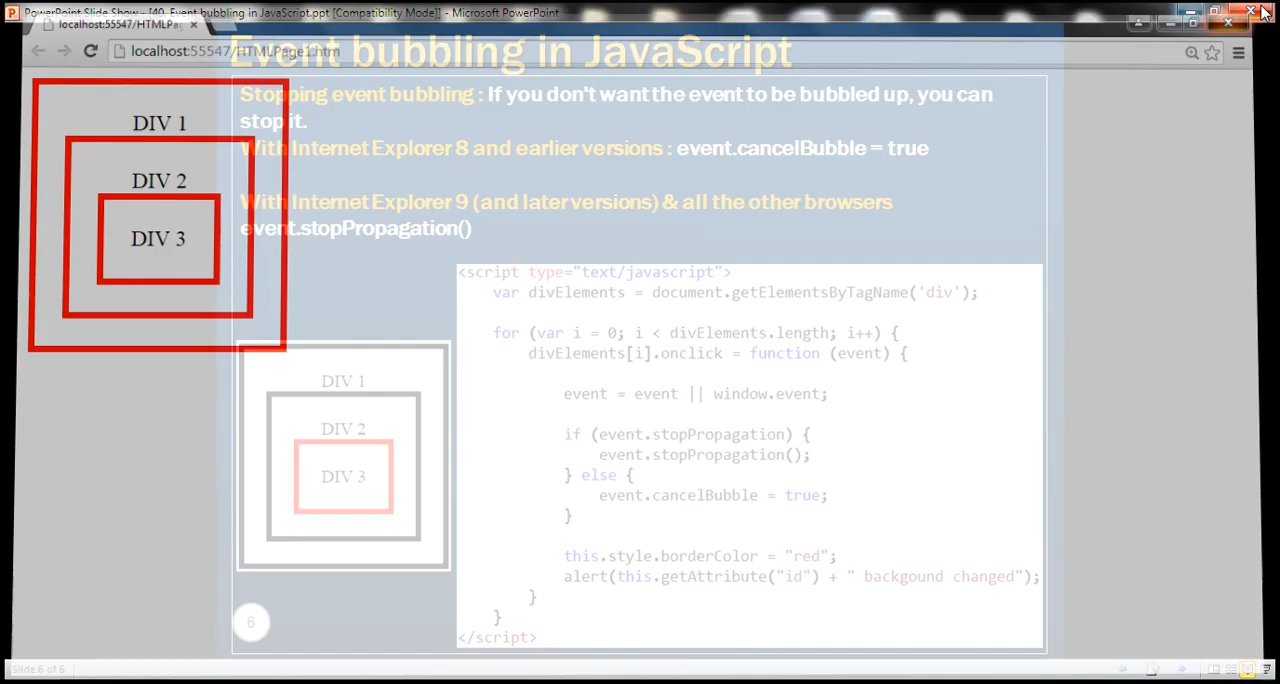 PowerPoint Slide Show - [40. Event bubbling in JavaScript.ppt [Compatibility Mode]] - Microsoft PowerPoint
localhost:55547/HTMLPag
localhost:55547/HTMLPage1.htm
Event bubbling in JavaScript
Stopping event bubbling : If you don't want the event to be bubbled up, you can
stop it.
With Internet Explorer 8 and earlier versions : event.cancelBubble = true
With Internet Explorer 9 (and later versions) & all the other browsers
event.stopPropagation()
DIV 1
DIV 2
DIV 3
<script type="text/javascript">
var divElements = document.getElementsByTagName('div');
for (var i = 0; i < divElements.length; i++) {
divElements[i].onclick = function (event) {
event = event || window.event;
if (event.stopPropagation) {
event.stopPropagation();
} else {
event.cancelBubble = true;
}
this.style.borderColor = "red";
alert(this.getAttribute("id") + " backgound changed");
}
}
</script>
DIV 1
DIV 2
DIV 3
6
Slide 6 of 6